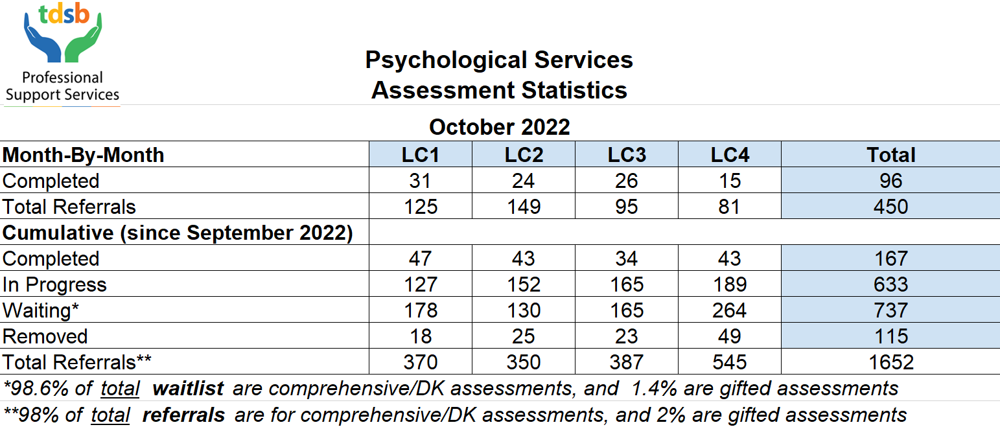 tdsb
Professional
Support Services
Psychological Services
Assessment Statistics
October 2022
Month-By-Month LC1 LC2 LC3 LC4 Total
Completed 31 24 26 15 96
Total Referrals 125 149 95 81 450
Cumulative (since September 2022)
Completed 47 43 34 43 167
In Progress 127 152 165 189 633
Waiting* 178 130 165 264 737
Removed 18 25 23 49 115
Total Referrals** 370 350 387 545 1652
*98.6% of total waitlist are comprehensive/DK assessments, and 1.4% are gifted assessments
**98% of total referrals are for comprehensive/DK assessments, and 2% are gifted assessments